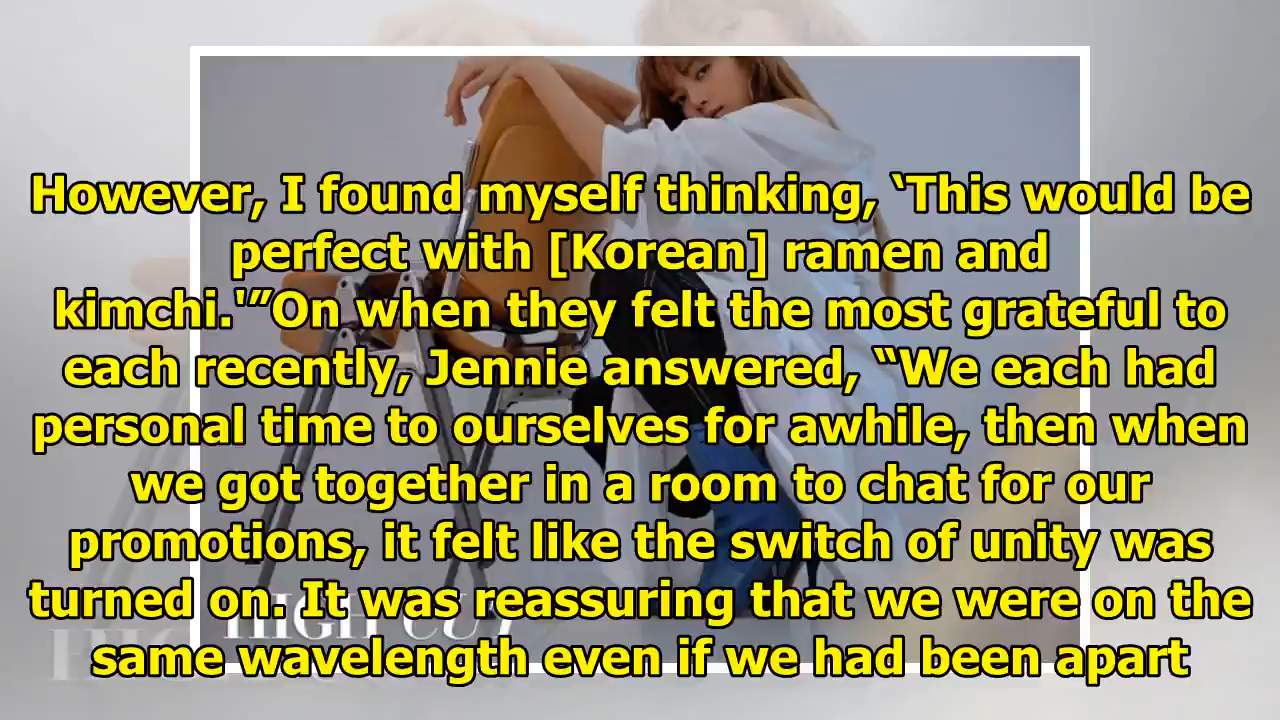 However, I found myself thinking, ‘This would be
perfect with [Korean] ramen and
kimchi.'”On when they felt the most grateful to
each recently, Jennie answered, “We each had
personal time to ourselves for awhile, then when
we got together in a room to chat for our
promotions, it felt like the switch of unity was
turned on. It was reassuring that we were on the
HIGH CUT
same wavelength even if we had been apart